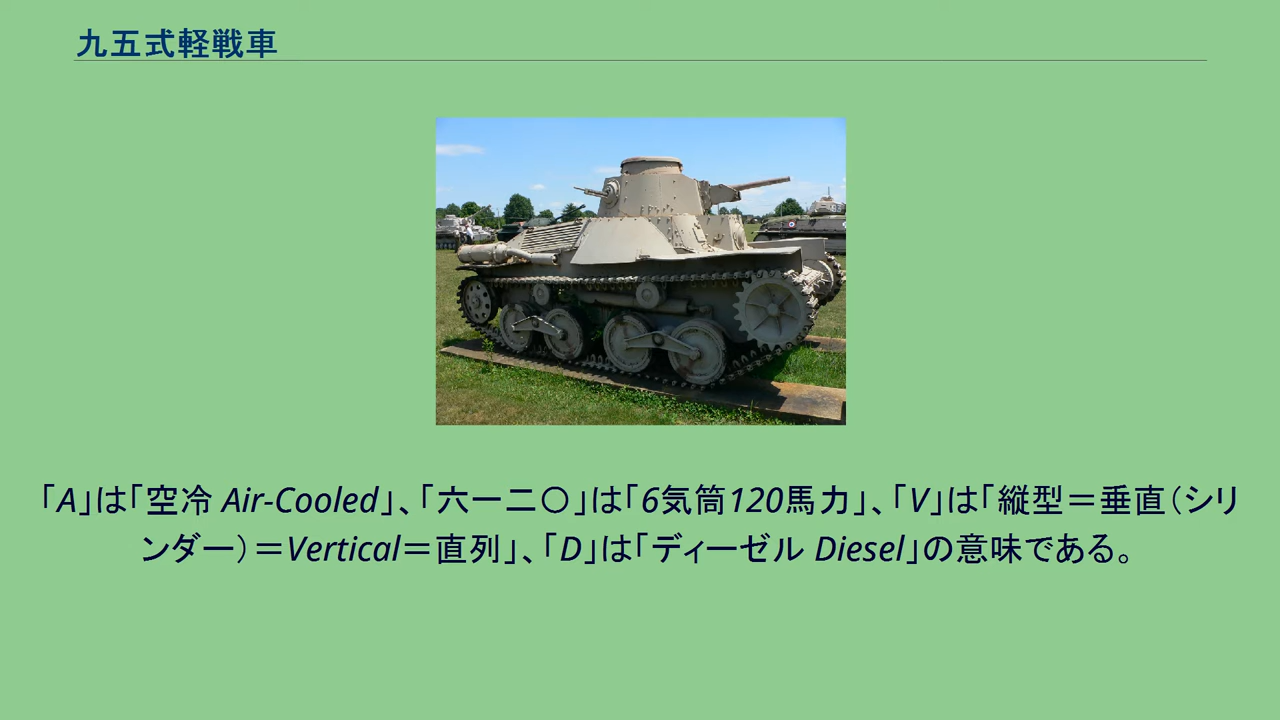 九五式軽戦車
「A」は「空冷 Air-Cooled」、「六一二〇」は「6気筒120馬力」、「V」は「縦型＝垂直（シリ
ンダー）＝Vertical＝直列」、「D」は「ディーゼル Diesel」の意味である。